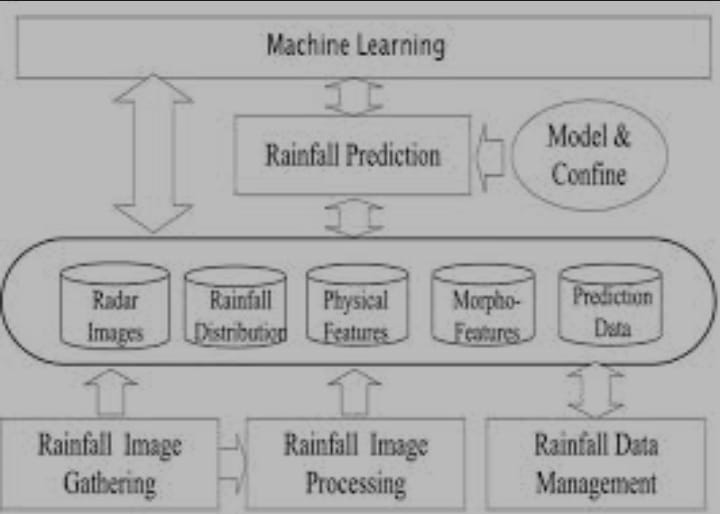 Machine Learning
Rainfall Prediction
Model &
Confine
Radar
Images
Rainfall
Distribution
Physical
Features
Morpho-
Features
Prediction
Data
Rainfall Image
Gathering
Rainfall Image
Processing
Rainfall Data
Management